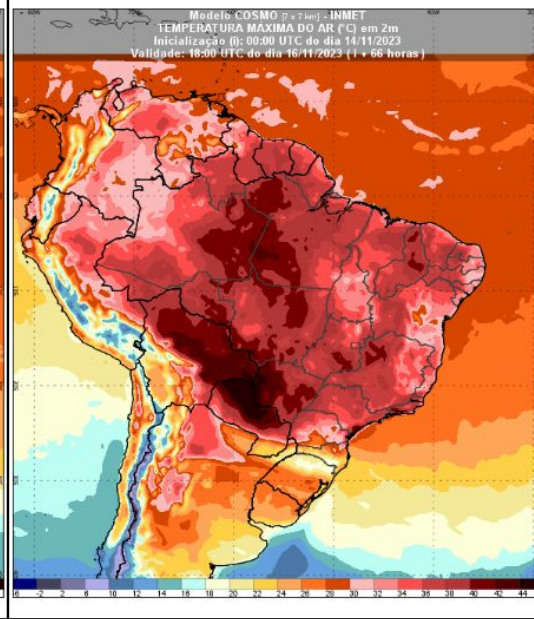 Modelo COSMO [7 x 7 km] - INMET
TEMPERATURA MÁXIMA DO AR (°C) em 2m
Inicialização (i): 00:00 UTC do dia 14/11/2023
Validade: 18:00 UTC do dia 16/11/2023 ( i + 66 horas )
-6 -2 2 6 10 12 14 16 18 20 22 24 26 28 30 32 34 36 38 40 42 44